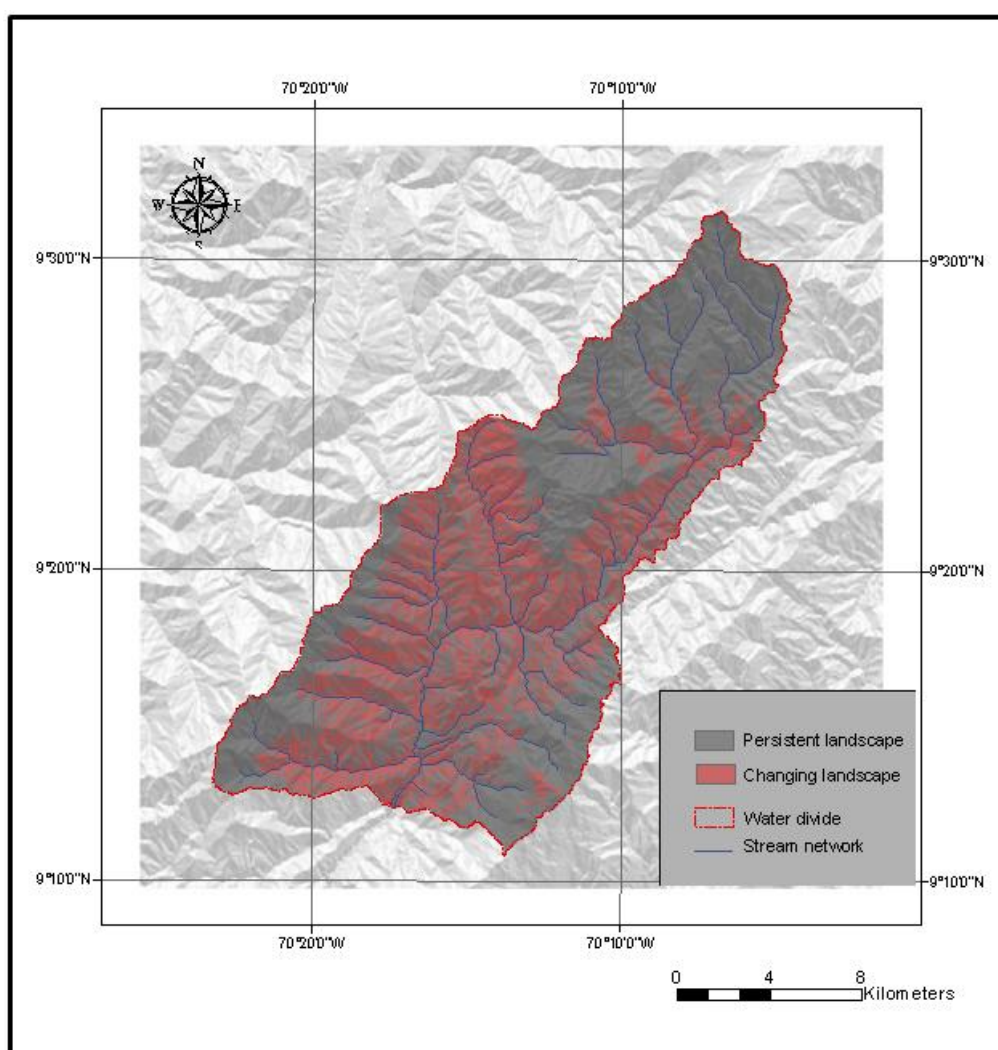 70°20'0"W 70°10'0"W
N
W E
S
9°30'0"N 9°30'0"N
9°20'0"N 9°20'0"N
Persistent landscape
Changing landscape
Water divide
Stream network
9°10'0"N 9°10'0"N
70°20'0"W 70°10'0"W
0 4 8
Kilometers